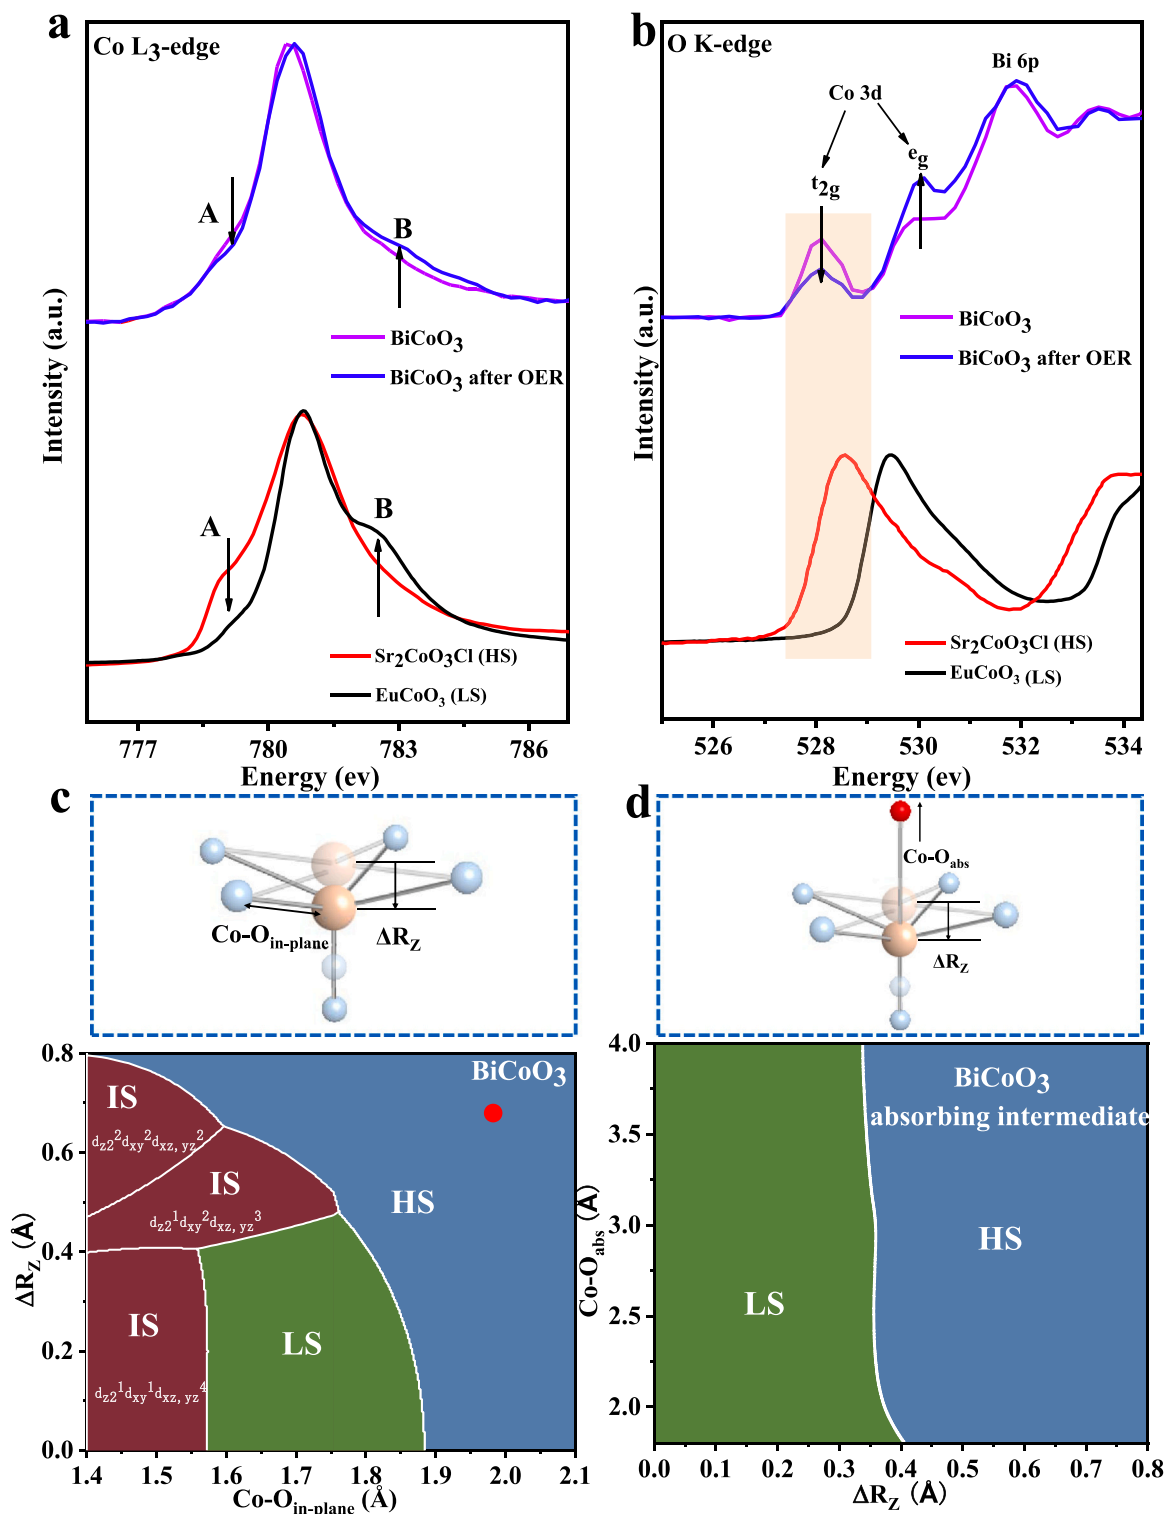 a
Co L3-edge
A
B
BiCoO3
BiCoO3 after OER
A
B
Sr2CoO3Cl (HS)
EuCoO3 (LS)
Intensity (a.u.)
777 780 783 786
Energy (ev)
b
O K-edge
Bi 6p
Co 3d
eg
t2g
BiCoO3
BiCoO3 after OER
Sr2CoO3Cl (HS)
EuCoO3 (LS)
Intensity (a.u.)
526 528 530 532 534
Energy (ev)
c
Co-Oin-plane
ΔRZ
BiCoO3
IS
dz2²dxy²dxz,yz²
IS
dz2¹dxy²dxz,yz³
HS
IS
dz2¹dxy¹dxz,yz⁴
LS
ΔRZ (Å)
0.8
0.6
0.4
0.2
0.0
1.4 1.5 1.6 1.7 1.8 1.9 2.0 2.1
Co-Oin-plane (Å)
d
Co-Oabs
ΔRZ
BiCoO3
absorbing intermediate
HS
LS
Co-Oabs (Å)
4.0
3.5
3.0
2.5
2.0
0.0 0.1 0.2 0.3 0.4 0.5 0.6 0.7 0.8
ΔRZ (Å)